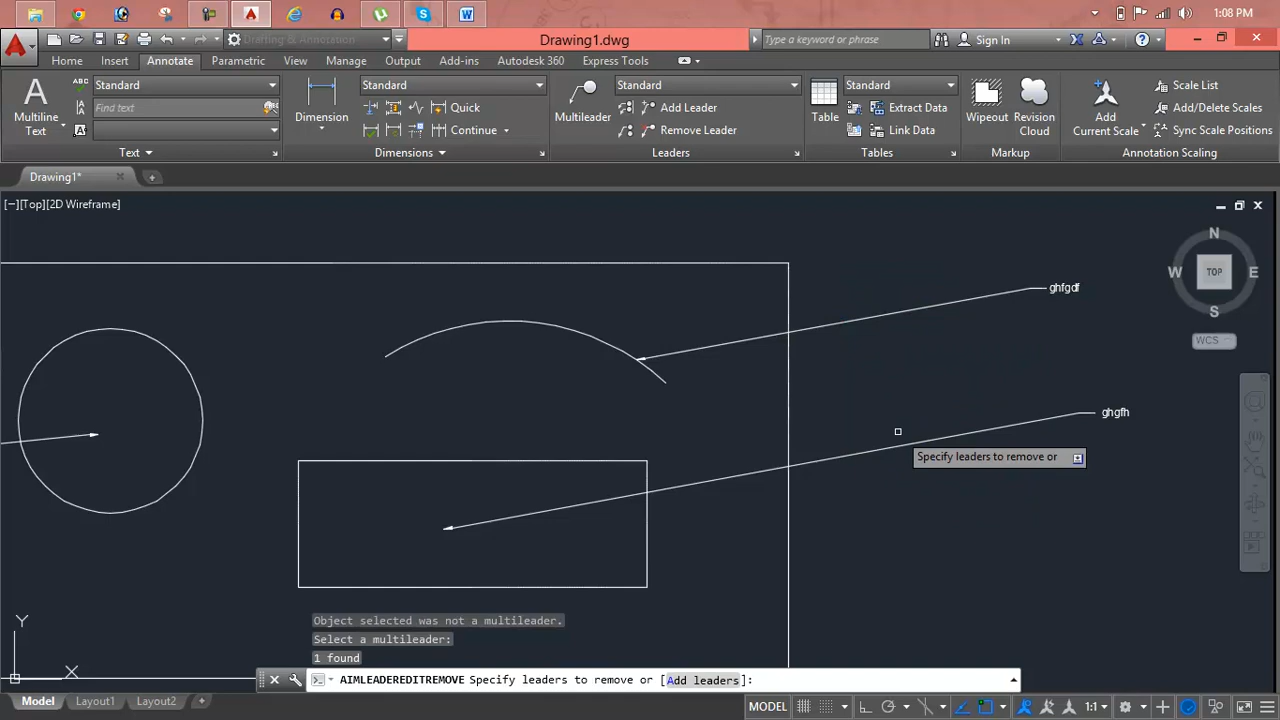 1:08 PM
Drafting & Annotation
Drawing1.dwg
Type a keyword or phrase
Sign In
Home
Insert
Annotate
Parametric
View
Manage
Output
Add-ins
Autodesk 360
Express Tools
Multiline
Text
Standard
Find text
Text
Dimension
Standard
Quick
Continue
Dimensions
Multileader
Standard
Add Leader
Remove Leader
Leaders
Table
Standard
Extract Data
Link Data
Tables
Wipeout
Revision
Cloud
Markup
Add
Current Scale
Scale List
Add/Delete Scales
Sync Scale Positions
Annotation Scaling
Drawing1*
[−][Top][2D Wireframe]
N
W
TOP
E
S
WCS
ghfgdf
ghgfh
Specify leaders to remove or
Y
X
Object selected was not a multileader.
Select a multileader:
1 found
AIMLEADEREDITREMOVE Specify leaders to remove or [Add leaders]:
Model
Layout1
Layout2
MODEL
1:1